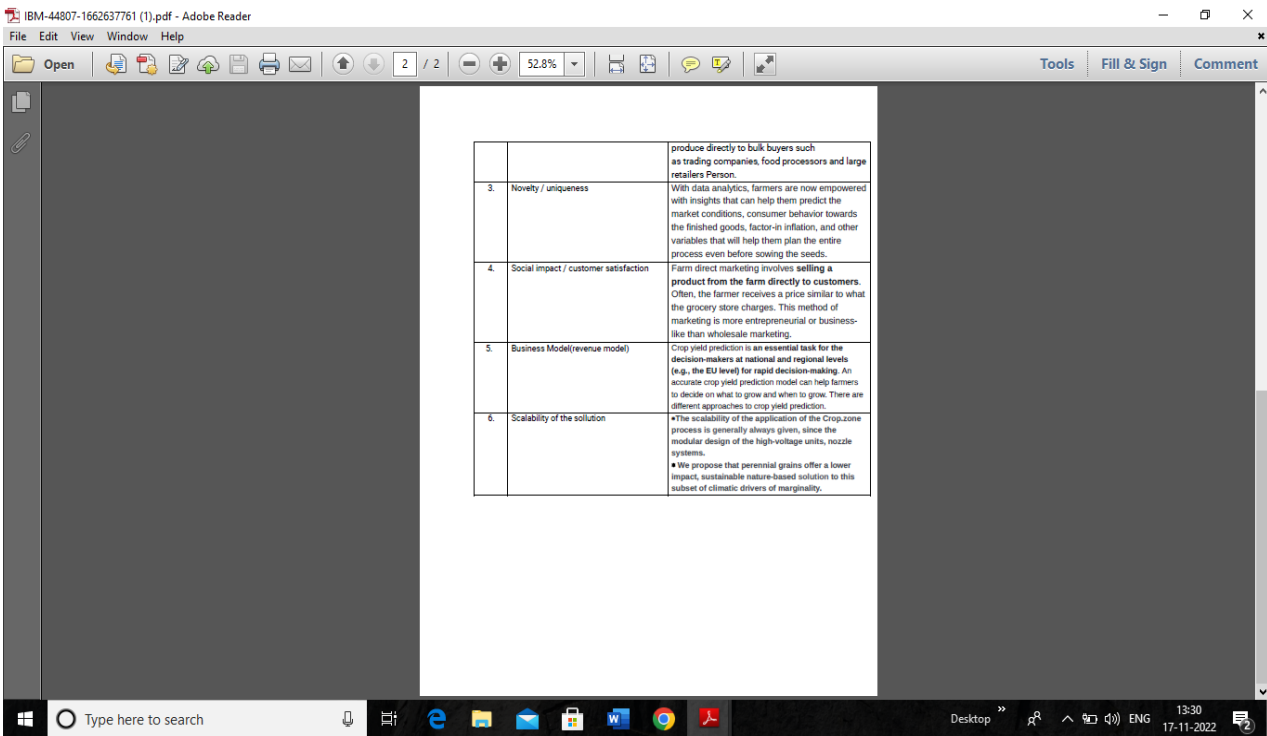 IBM-44807-1662637761 (1).pdf - Adobe Reader
File Edit View Window Help
Open 2 / 2 52.8% Tools Fill & Sign Comment
produce directly to bulk buyers such
as trading companies, food processors and large
retailers Person.
3. Novelty / uniqueness With data analytics, farmers are now empowered
with insights that can help them predict the
market conditions, consumer behavior towards
the finished goods, factor-in inflation, and other
variables that will help them plan the entire
process even before sowing the seeds.
4. Social impact / customer satisfaction Farm direct marketing involves selling a
product from the farm directly to customers.
Often, the farmer receives a price similar to what
the grocery store charges. This method of
marketing is more entrepreneurial or business-
like than wholesale marketing.
5. Business Model(revenue model) Crop yield prediction is an essential task for the
decision-makers at national and regional levels
(e.g., the EU level) for rapid decision-making. An
accurate crop yield prediction model can help farmers
to decide on what to grow and when to grow. There are
different approaches to crop yield prediction.
6. Scalability of the sollution •The scalability of the application of the Crop.zone
process is generally always given, since the
modular design of the high-voltage units, nozzle
systems.
• We propose that perennial grains offer a lower
impact, sustainable nature-based solution to this
subset of climatic drivers of marginality.
Type here to search Desktop » ENG 13:30
17-11-2022 2